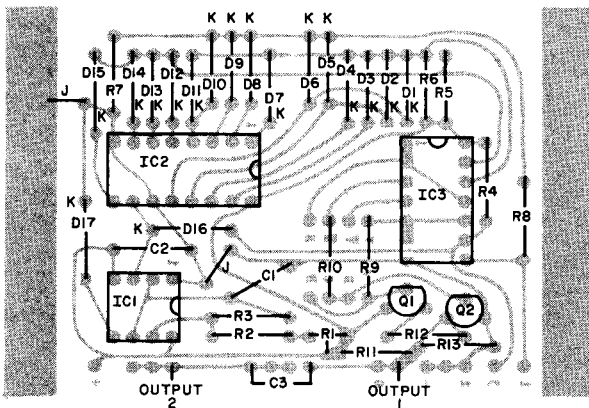 K K K K K
D15
R7
D14
D13
D12
D11
D10
D9
D8
D7
D6
D5
D4
D3
D2
D1
R6
R5
J
K K K K K K K K K
IC2
IC3
R4
R8
K
D17
K D16
C2
J
C1
R10
R9
IC1
R3
R2
R1
Q1
Q2
R12
R11
R13
C3
OUTPUT
2
OUTPUT
1